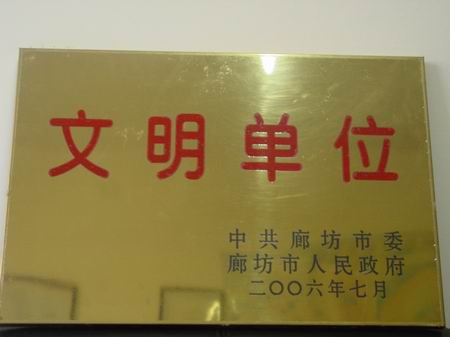 文明单位
中共廊坊市委
廊坊市人民政府
二〇〇六年七月